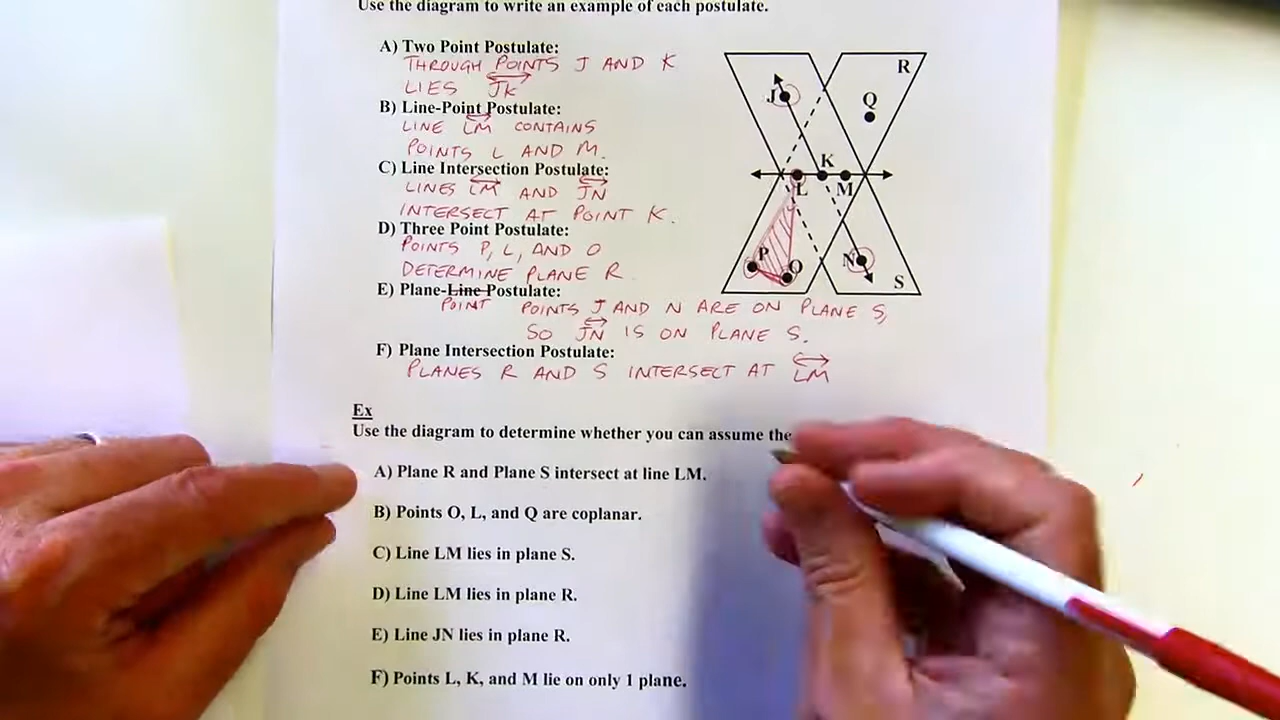 Use the diagram to write an example of each postulate.
A) Two Point Postulate:
THROUGH POINTS J AND K
LIES JK
B) Line-Point Postulate:
LINE LM CONTAINS
POINTS L AND M.
C) Line Intersection Postulate:
LINES LM AND JN
INTERSECT AT POINT K.
D) Three Point Postulate:
POINTS P, L, AND O
DETERMINE PLANE R
E) Plane-Line Postulate:
POINT POINTS J AND N ARE ON PLANE S,
SO JN IS ON PLANE S.
F) Plane Intersection Postulate:
PLANES R AND S INTERSECT AT LM
R
J
Q
K
L
M
P
O
N
S
Ex
Use the diagram to determine whether you can assume the
A) Plane R and Plane S intersect at line LM.
B) Points O, L, and Q are coplanar.
C) Line LM lies in plane S.
D) Line LM lies in plane R.
E) Line JN lies in plane R.
F) Points L, K, and M lie on only 1 plane.